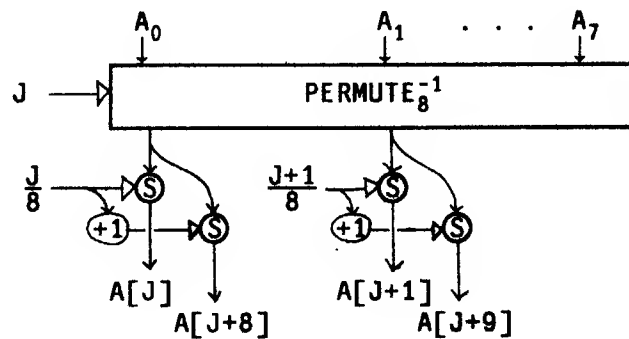 A0 A1 . . . A7
J PERMUTE8^-1
J/8 S J+1/8 S
+1 S +1 S
A[J] A[J+1]
A[J+8] A[J+9]